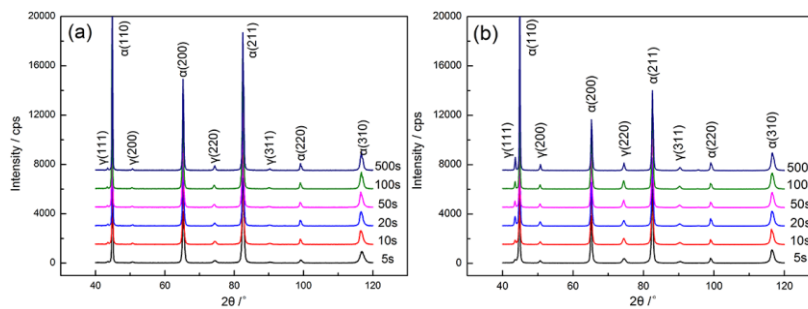 (a)
α(110)
α(200)
α(211)
γ(111)
γ(200)
γ(220)
γ(311)
α(220)
α(310)
500s
100s
50s
20s
10s
5s
20000
16000
12000
8000
4000
0
Intensity / cps
40 60 80 100 120
2θ /°
(b)
α(110)
α(200)
α(211)
γ(111)
γ(200)
γ(220)
γ(311)
α(220)
α(310)
500s
100s
50s
20s
10s
5s
20000
16000
12000
8000
4000
0
Intensity / cps
40 60 80 100 120
2θ /°